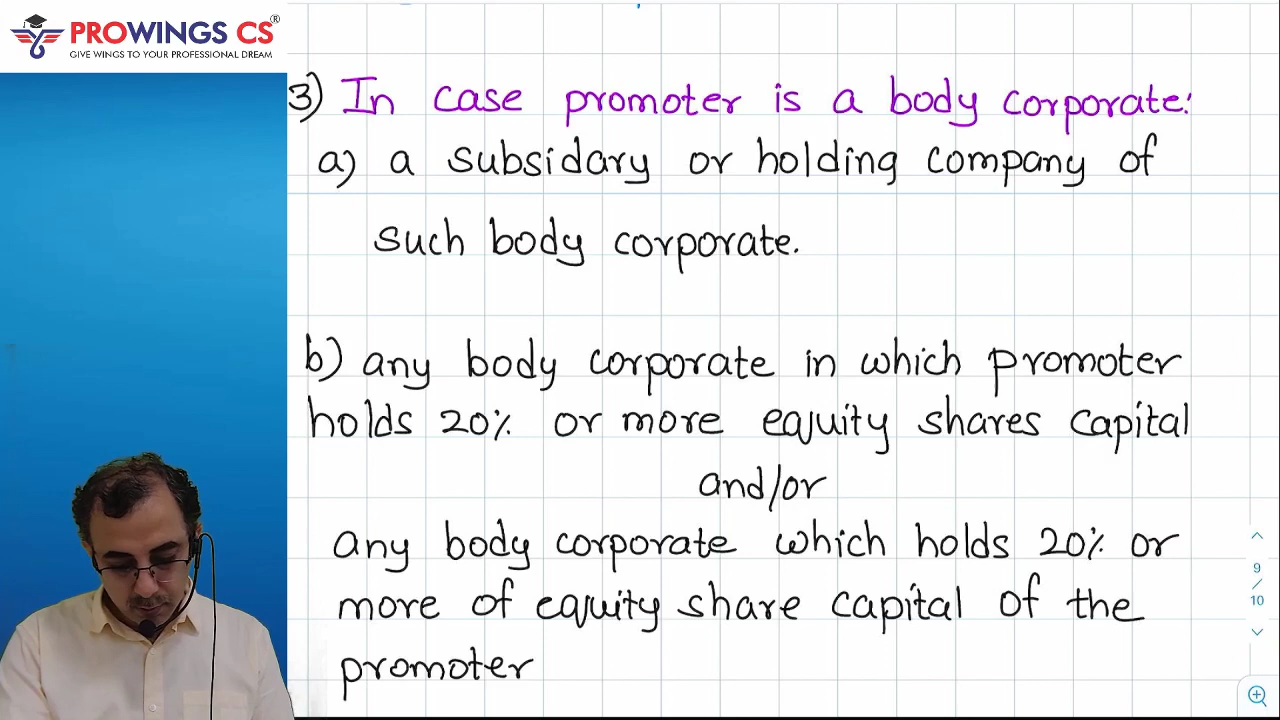 PROWINGS CS®
GIVE WINGS TO YOUR PROFESSIONAL DREAM
3) In case promoter is a body corporate:
a) a subsidary or holding company of
such body corporate.
b) any body corporate in which promoter
holds 20% or more equity shares capital
and/or
any body corporate which holds 20% or
more of equity share capital of the
promoter
9
/
10